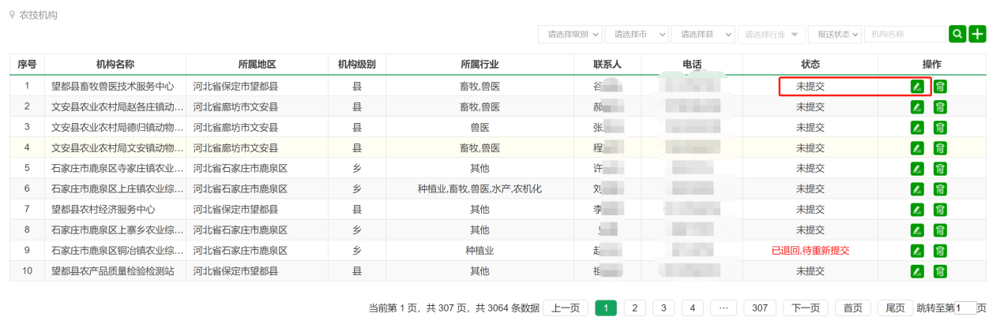 农技机构
请选择级别 请选择市 请选择县 请选择行业 报送状态 机构名称
序号 机构名称 所属地区 机构级别 所属行业 联系人 电话 状态 操作
1 望都县畜牧兽医技术服务中心 河北省保定市望都县 县 畜牧,兽医 谷 未提交
2 文安县农业农村局赵各庄镇动... 河北省廊坊市文安县 县 畜牧,兽医 郝 未提交
3 文安县农业农村局德归镇动物... 河北省廊坊市文安县 县 兽医 张 未提交
4 文安县农业农村局文安镇动物... 河北省廊坊市文安县 县 畜牧,兽医 程 未提交
5 石家庄市鹿泉区寺家庄镇农业... 河北省石家庄市鹿泉区 乡 其他 许 未提交
6 石家庄市鹿泉区上庄镇农业综... 河北省石家庄市鹿泉区 乡 种植业,畜牧,兽医,水产,农机化 刘 未提交
7 望都县农村经济服务中心 河北省保定市望都县 县 其他 李 未提交
8 石家庄市鹿泉区上寨乡农业综... 河北省石家庄市鹿泉区 乡 其他 未提交
9 石家庄市鹿泉区铜冶镇农业综... 河北省石家庄市鹿泉区 乡 种植业 赵 已退回,待重新提交
10 望都县农产品质量检验检测站 河北省保定市望都县 县 其他 祖 未提交
当前第 1 页，共 307 页，共 3064 条数据 上一页 1 2 3 4 ... 307 下一页 首页 尾页 跳转至第1页